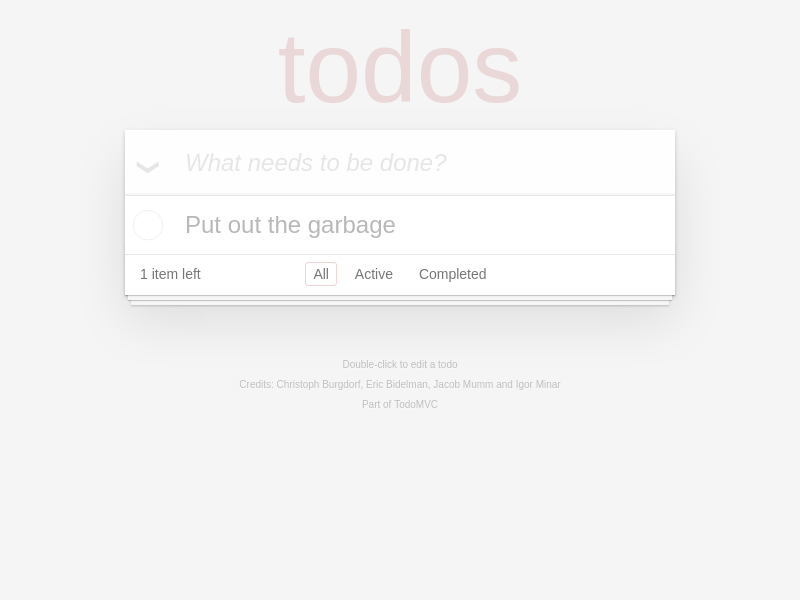 todos
What needs to be done?
Put out the garbage
1 item left All Active Completed
Double-click to edit a todo
Credits: Christoph Burgdorf, Eric Bidelman, Jacob Mumm and Igor Minar
Part of TodoMVC